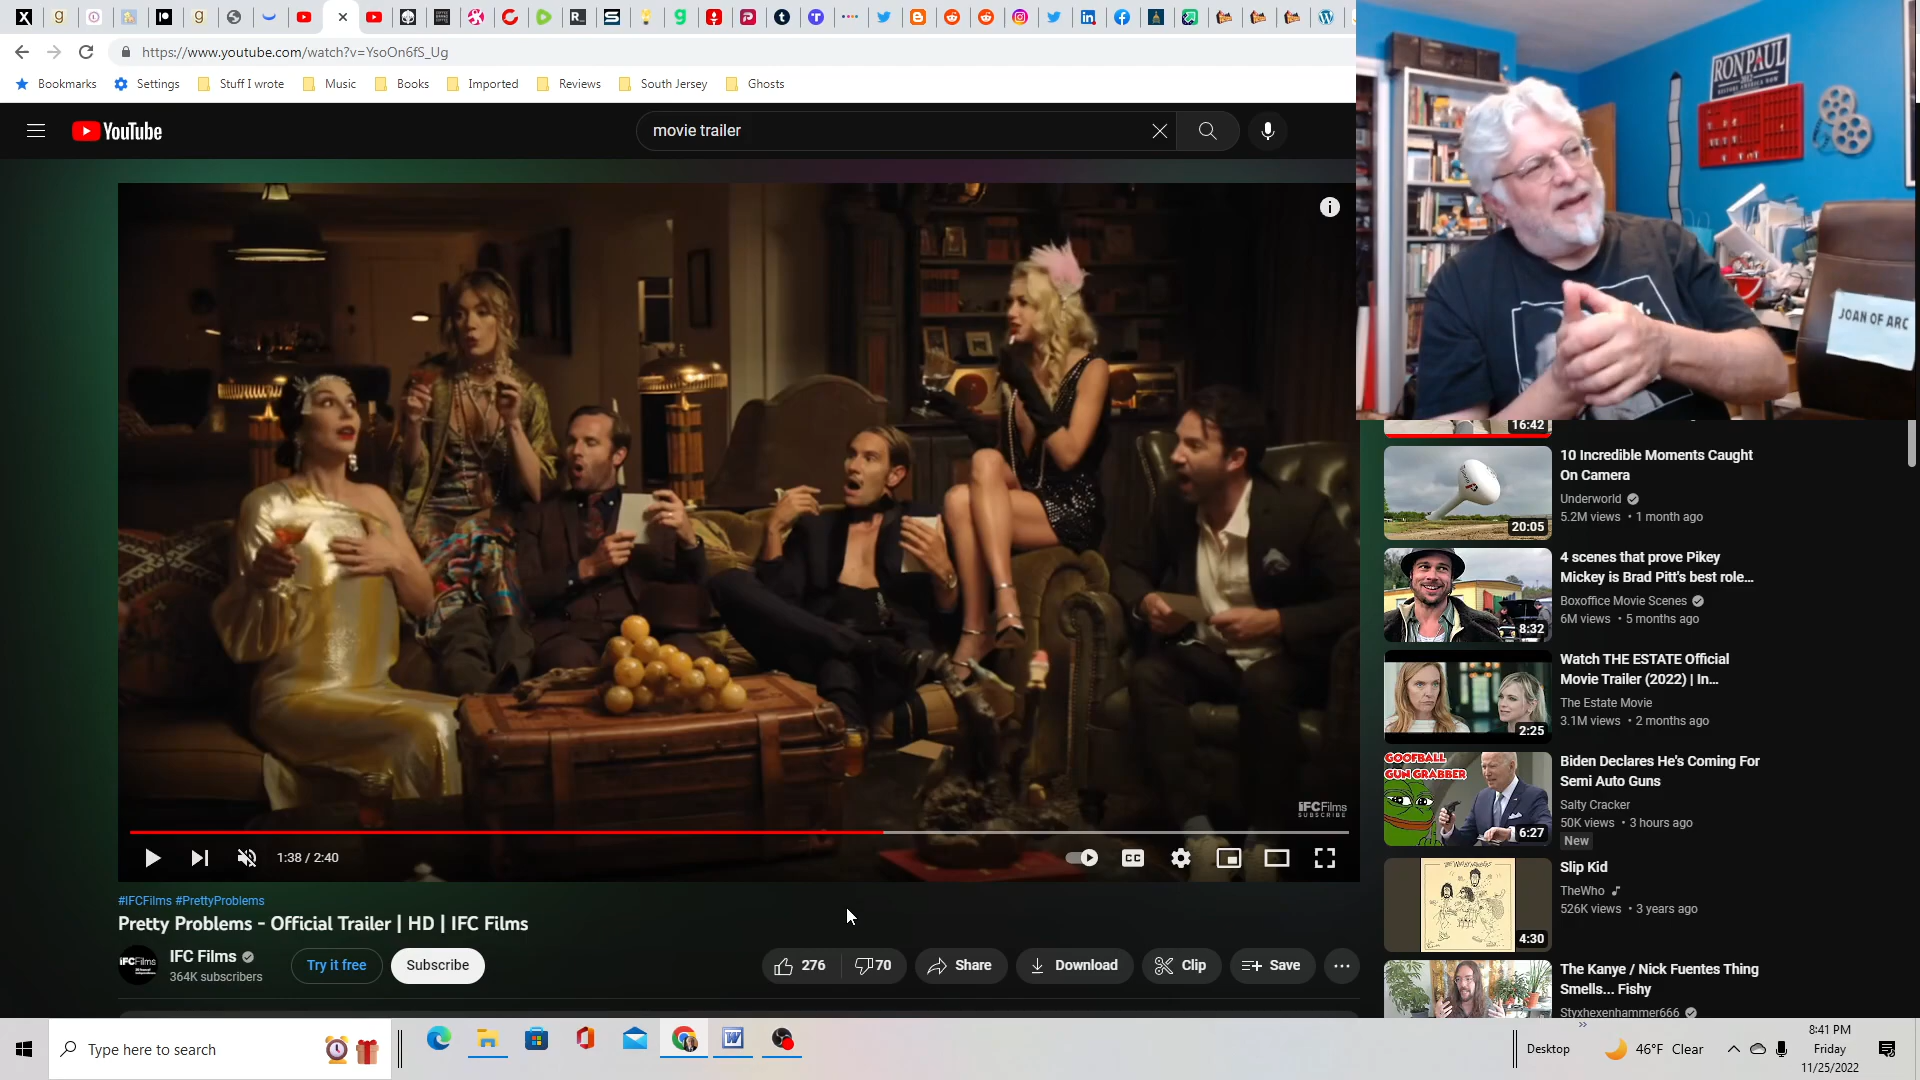 https://www.youtube.com/watch?v=YsoOn6fS_Ug
Bookmarks
Settings
Stuff I wrote
Music
Books
Imported
Reviews
South Jersey
Ghosts
YouTube
movie trailer
RON PAUL
JOAN OF ARC
IFC Films
SUBSCRIBE
1:38 / 2:40
CC
#IFCFilms #PrettyProblems
Pretty Problems - Official Trailer | HD | IFC Films
iFCFilms
IFC Films
364K subscribers
Try it free
Subscribe
276
70
Share
Download
Clip
Save
16:42
10 Incredible Moments Caught
On Camera
Underworld
5.2M views • 1 month ago
20:05
4 scenes that prove Pikey
Mickey is Brad Pitt's best role...
Boxoffice Movie Scenes
6M views • 5 months ago
8:32
Watch THE ESTATE Official
Movie Trailer (2022) | In...
The Estate Movie
3.1M views • 2 months ago
2:25
GOOFBALL
GUN GRABBER
Biden Declares He's Coming For
Semi Auto Guns
Salty Cracker
50K views • 3 hours ago
New
6:27
Slip Kid
TheWho
526K views • 3 years ago
4:30
The Kanye / Nick Fuentes Thing
Smells... Fishy
Styxhexenhammer666
Type here to search
Desktop
46°F Clear
8:41 PM
Friday
11/25/2022